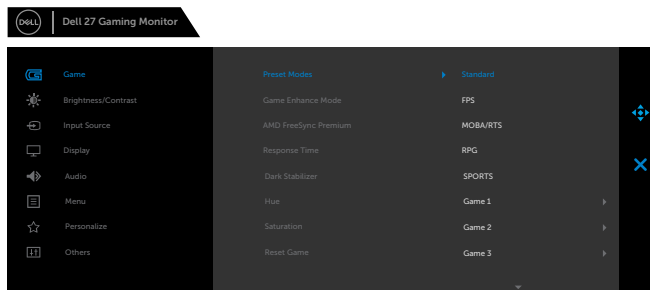 DELL
Dell 27 Gaming Monitor
Game
Preset Modes
Standard
Brightness/Contrast
Game Enhance Mode
FPS
Input Source
AMD FreeSync Premium
MOBA/RTS
Display
Response Time
RPG
Audio
Dark Stabilizer
SPORTS
Menu
Hue
Game 1
Personalize
Saturation
Game 2
Others
Reset Game
Game 3